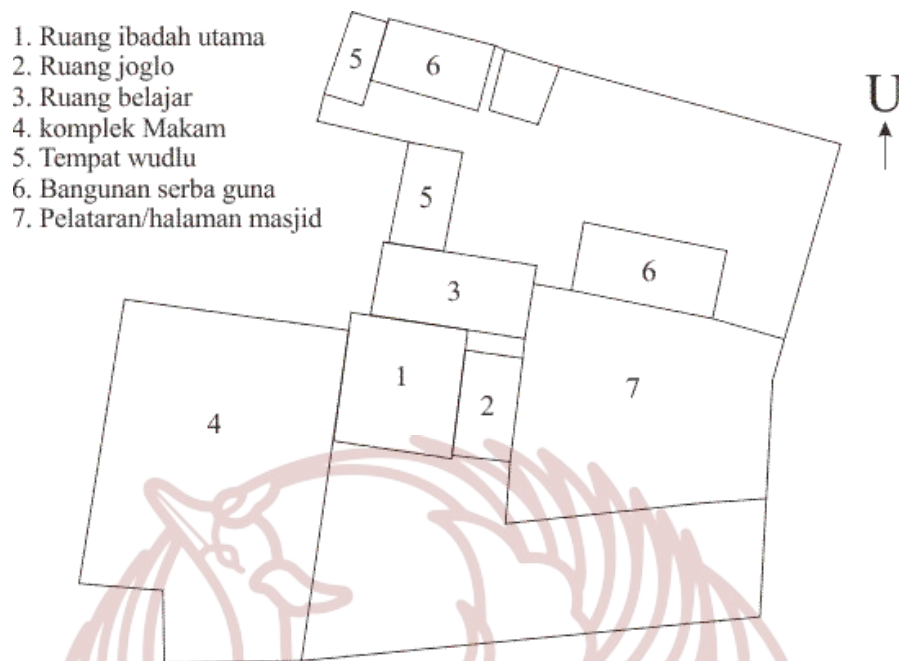 1. Ruang ibadah utama
2. Ruang joglo
3. Ruang belajar
4. komplek Makam
5. Tempat wudlu
6. Bangunan serba guna
7. Pelataran/halaman masjid
5
6
U
5
6
3
1
7
2
4